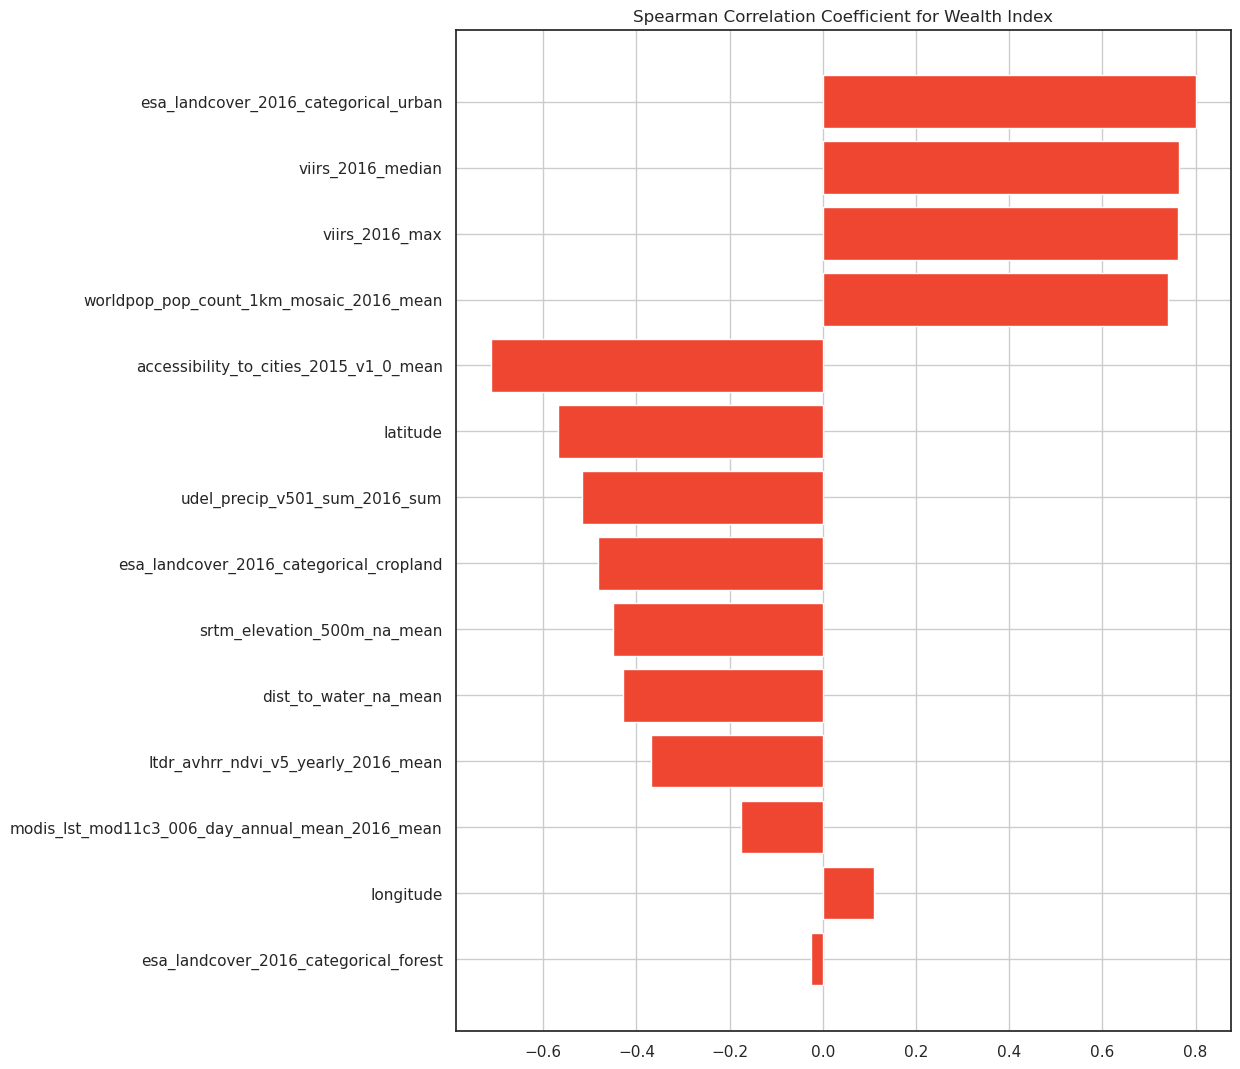 Spearman Correlation Coefficient for Wealth Index
esa_landcover_2016_categorical_urban
viirs_2016_median
viirs_2016_max
worldpop_pop_count_1km_mosaic_2016_mean
accessibility_to_cities_2015_v1_0_mean
latitude
udel_precip_v501_sum_2016_sum
esa_landcover_2016_categorical_cropland
srtm_elevation_500m_na_mean
dist_to_water_na_mean
ltdr_avhrr_ndvi_v5_yearly_2016_mean
modis_lst_mod11c3_006_day_annual_mean_2016_mean
longitude
esa_landcover_2016_categorical_forest
−0.6 −0.4 −0.2 0.0 0.2 0.4 0.6 0.8